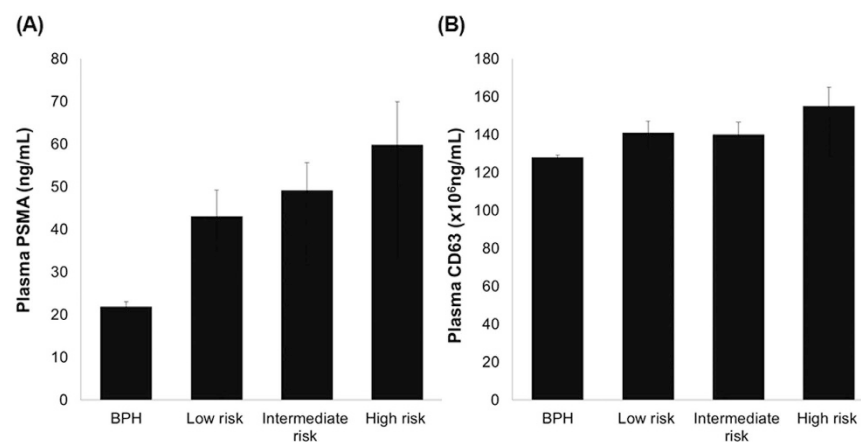 (A)
Plasma PSMA (ng/mL)
80
70
60
50
40
30
20
10
0
BPH
Low risk
Intermediate
risk
High risk
(B)
Plasma CD63 (x10⁶ng/mL)
180
160
140
120
100
80
60
40
20
0
BPH
Low risk
Intermediate
risk
High risk